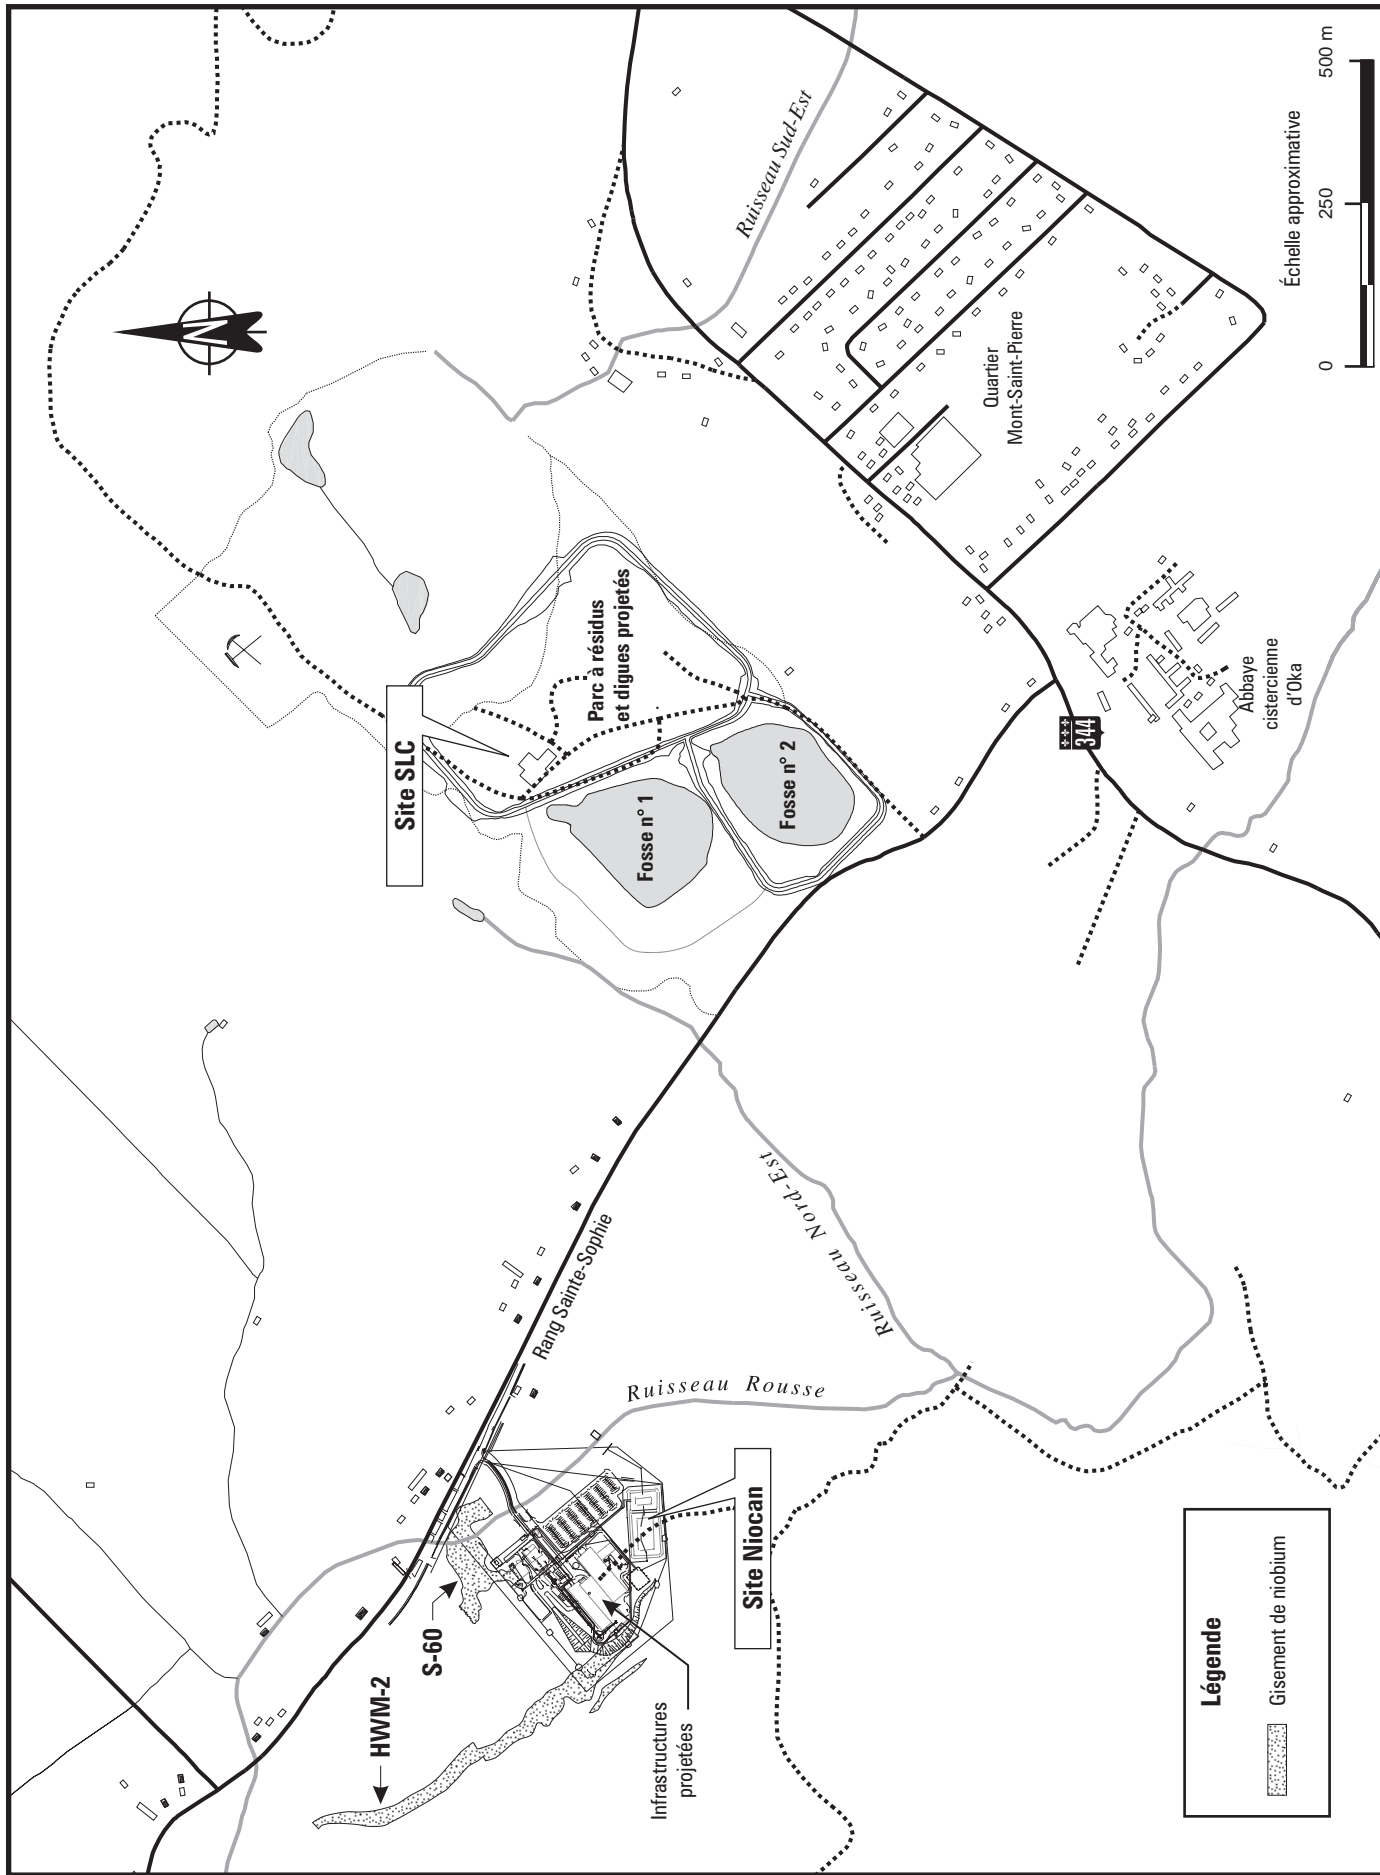 HWM-2
S-60
Infrastructures
projetées
Site Niocan
Rang Sainte-Sophie
Ruisseau Rousse
Ruisseau Nord-Est
Site SLC
Parc à résidus
et digues projetés
Fosse n° 1
Fosse n° 2
N
Ruisseau Sud-Est
Quartier
Mont-Saint-Pierre
344
Abbaye
cistercienne
d'Oka
Légende
Gisement de niobium
Échelle approximative
0 250 500 m